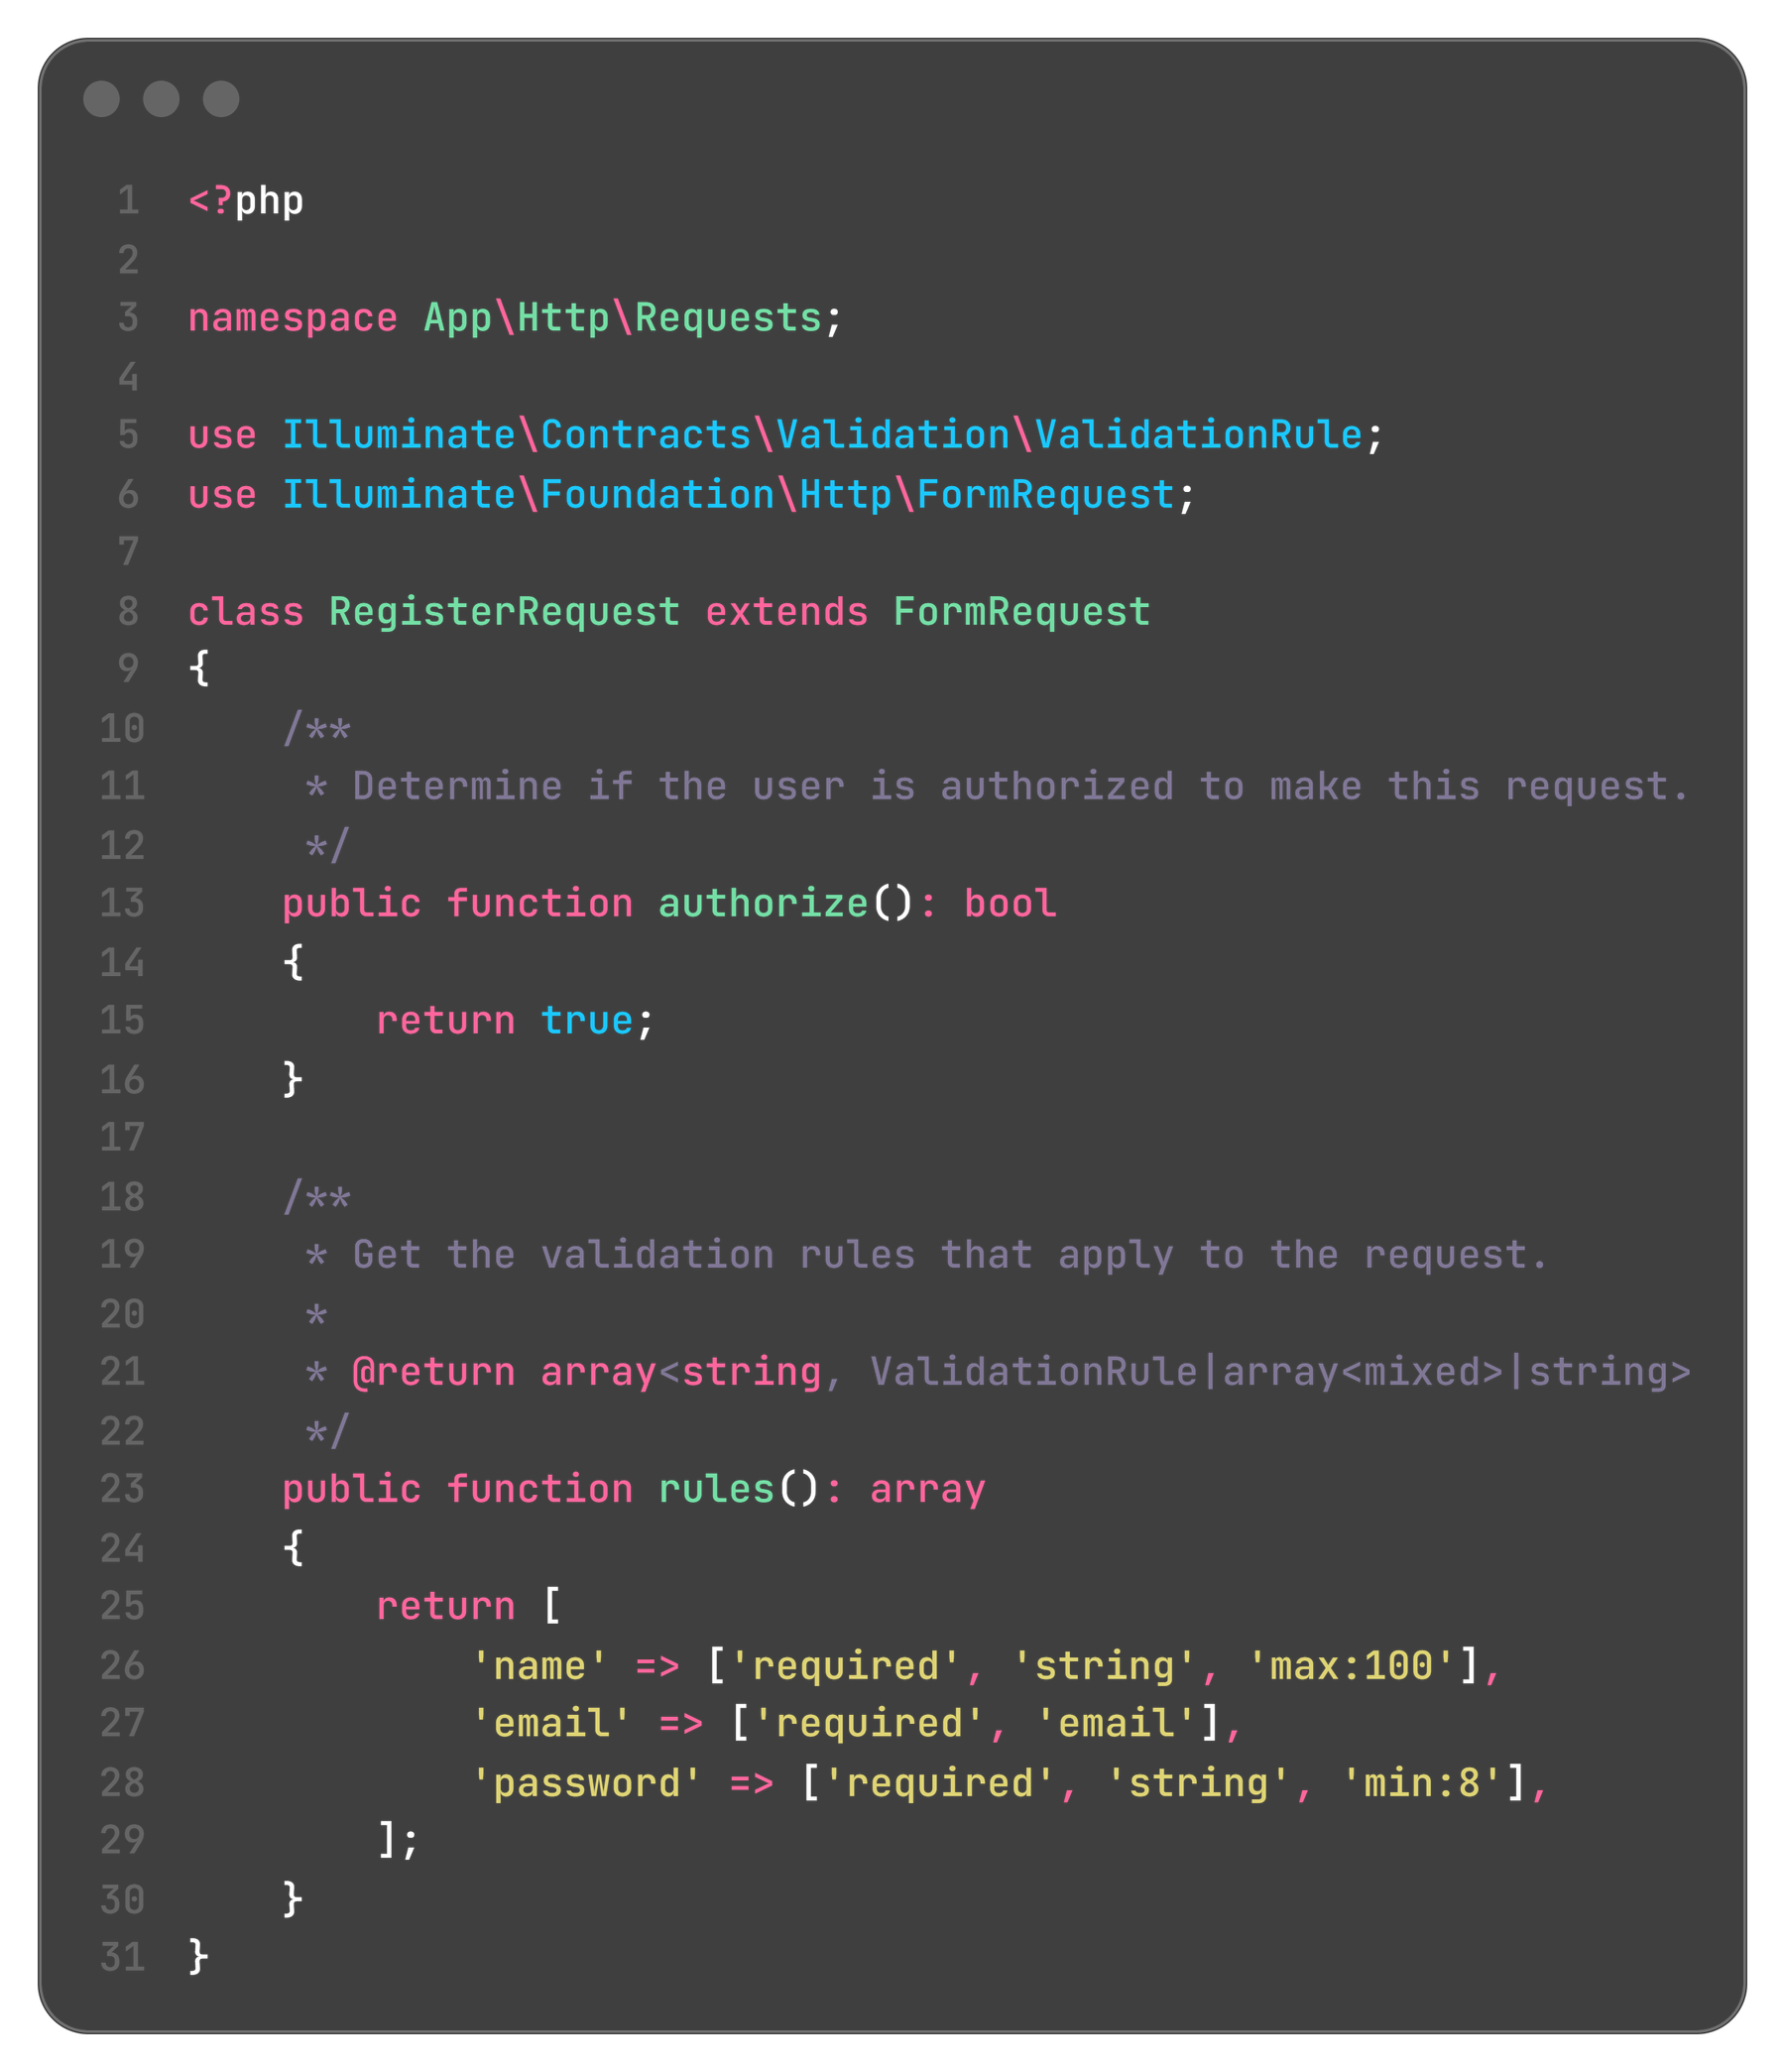 1 <?php
2
3 namespace App\Http\Requests;
4
5 use Illuminate\Contracts\Validation\ValidationRule;
6 use Illuminate\Foundation\Http\FormRequest;
7
8 class RegisterRequest extends FormRequest
9 {
10     /**
11      * Determine if the user is authorized to make this request.
12      */
13     public function authorize(): bool
14     {
15         return true;
16     }
17
18     /**
19      * Get the validation rules that apply to the request.
20      *
21      * @return array<string, ValidationRule|array<mixed>|string>
22      */
23     public function rules(): array
24     {
25         return [
26             'name' => ['required', 'string', 'max:100'],
27             'email' => ['required', 'email'],
28             'password' => ['required', 'string', 'min:8'],
29         ];
30     }
31 }